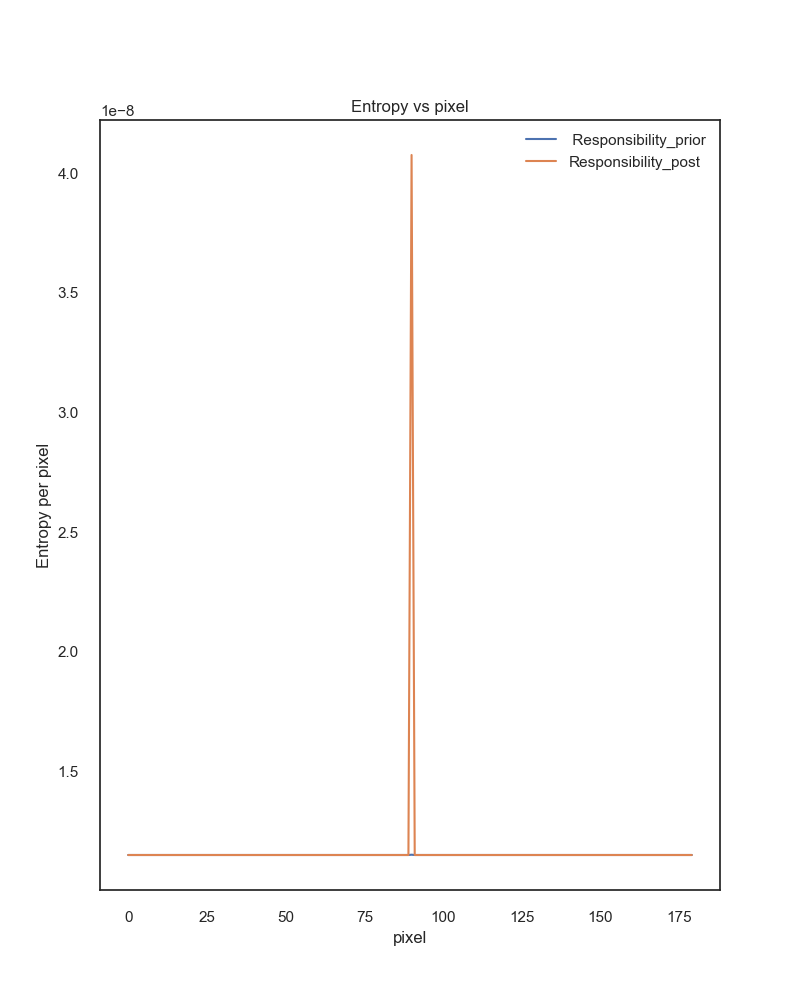 Entropy vs pixel
1e−8
Responsibility_prior
Responsibility_post
4.0
3.5
3.0
2.5
2.0
1.5
Entropy per pixel
0 25 50 75 100 125 150 175
pixel